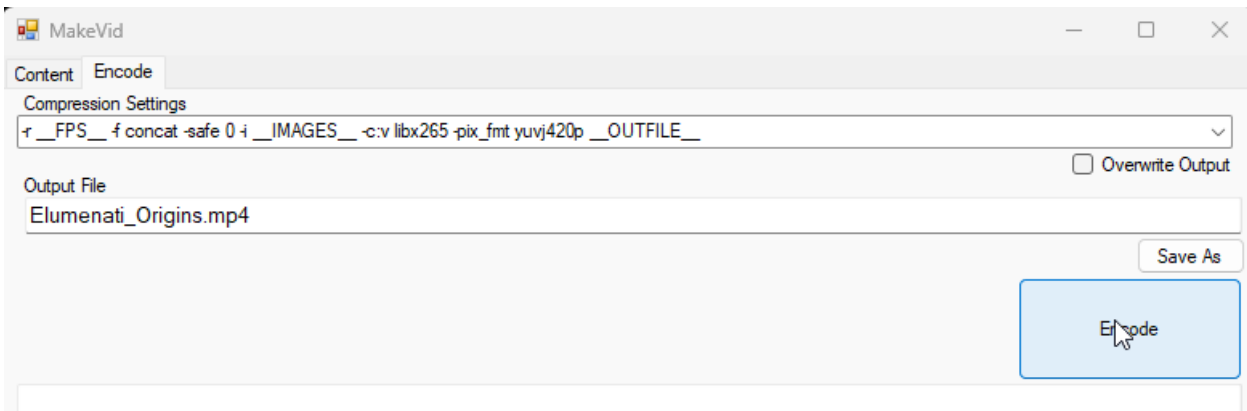 MakeVid
Content Encode
Compression Settings
-r __FPS__ -f concat -safe 0 -i __IMAGES__ -c:v libx265 -pix_fmt yuvj420p __OUTFILE__
Overwrite Output
Output File
Elumenati_Origins.mp4
Save As
Encode